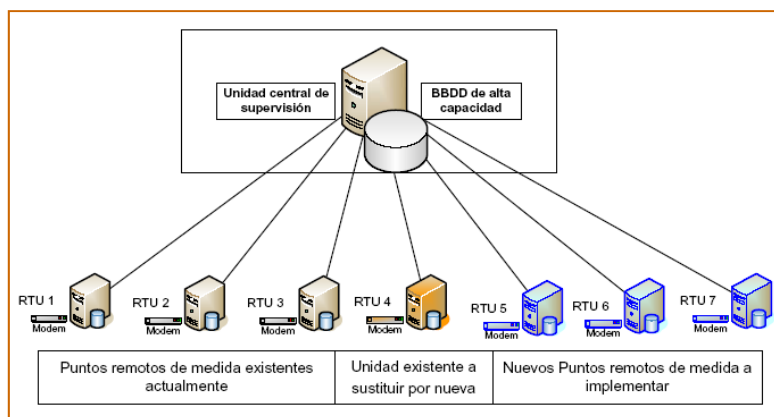 Unidad central de
supervisión
BBDD de alta
capacidad
RTU 1
Modem
RTU 2
Modem
RTU 3
Modem
RTU 4
Modem
RTU 5
Modem
RTU 6
Modem
RTU 7
Modem
Puntos remotos de medida existentes
actualmente
Unidad existente a
sustituir por nueva
Nuevos Puntos remotos de medida a
implementar